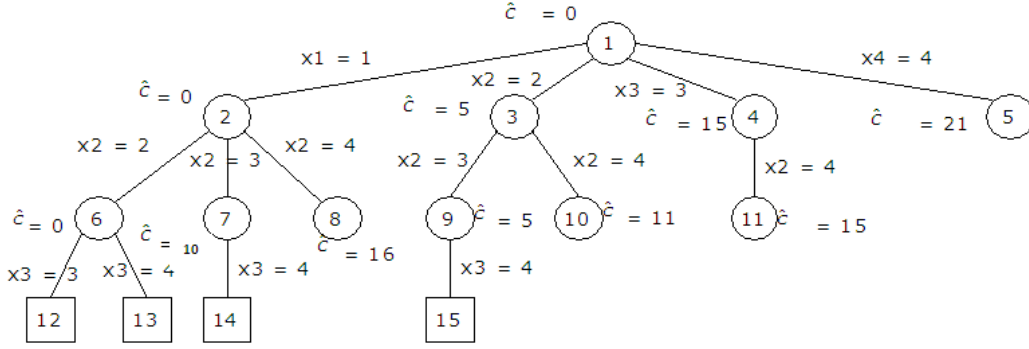 ĉ = 0
1
x1 = 1
x2 = 2
x3 = 3
x4 = 4
ĉ = 0
2
ĉ = 5
3
ĉ = 15
4
ĉ = 21
5
x2 = 2
x2 = 3
x2 = 4
x2 = 3
x2 = 4
x2 = 4
ĉ = 0
6
ĉ = 10
7
8
ĉ = 16
9
ĉ = 5
10
ĉ = 11
11
ĉ = 15
x3 = 3
x3 = 4
x3 = 4
x3 = 4
12
13
14
15